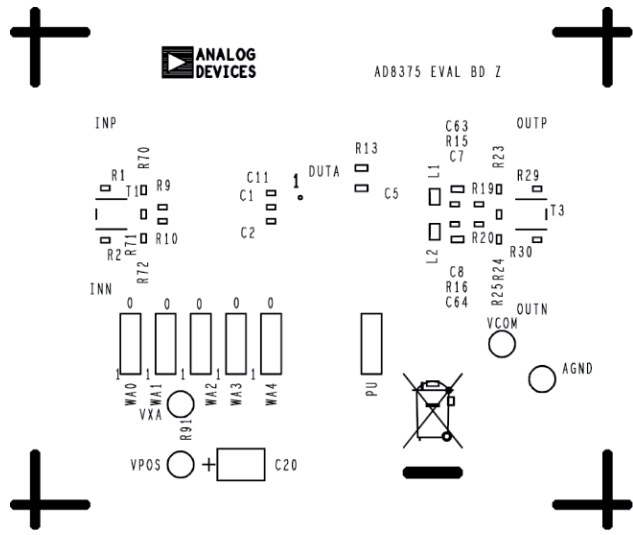 ANALOG
DEVICES
AD8375 EVAL BD Z
INP
R70
C63
R15
C7
OUTP
R13
R23
R1
T1
R9
C11
C1
C2
1
DUTA
C5
L1
R19
R29
T3
R2
R71
R10
R72
L2
R20
R30
INN
C8
R16
C64
R24
R25
OUTN
VCOM
0 0 0 0 0
1 1 1 1 1
WA0
WA1
WA2
WA3
WA4
PU
AGND
VXA
R91
VPOS
+
C20